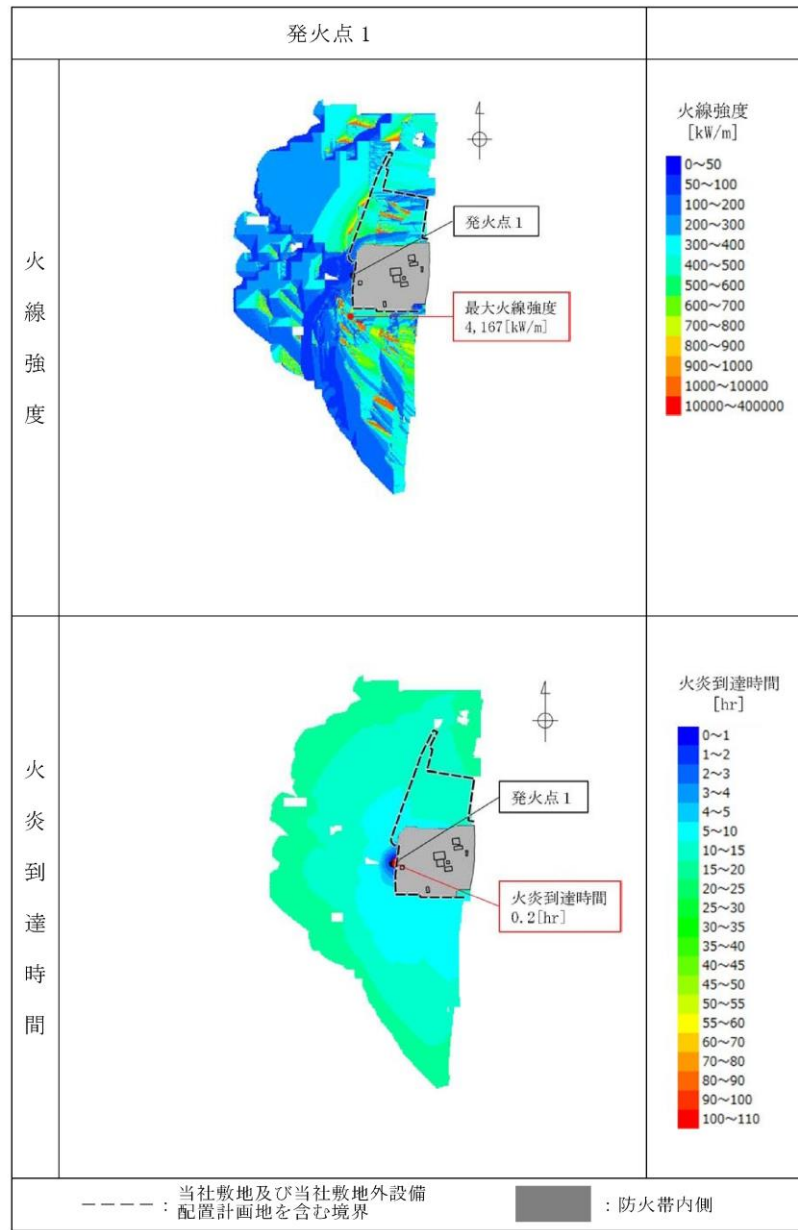 発火点1
火線強度
4
火線強度
[kW/m]
0～50
50～100
100～200
200～300
300～400
400～500
500～600
600～700
700～800
800～900
900～1000
1000～10000
10000～400000
発火点1
最大火線強度
4,167[kW/m]
火炎到達時間
4
火炎到達時間
[hr]
0～1
1～2
2～3
3～4
4～5
5～10
10～15
15～20
20～25
25～30
30～35
35～40
40～45
45～50
50～55
55～60
60～70
70～80
80～90
90～100
100～110
発火点1
火炎到達時間
0.2[hr]
当社敷地及び当社敷地外設備
配置計画地を含む境界
：防火帯内側